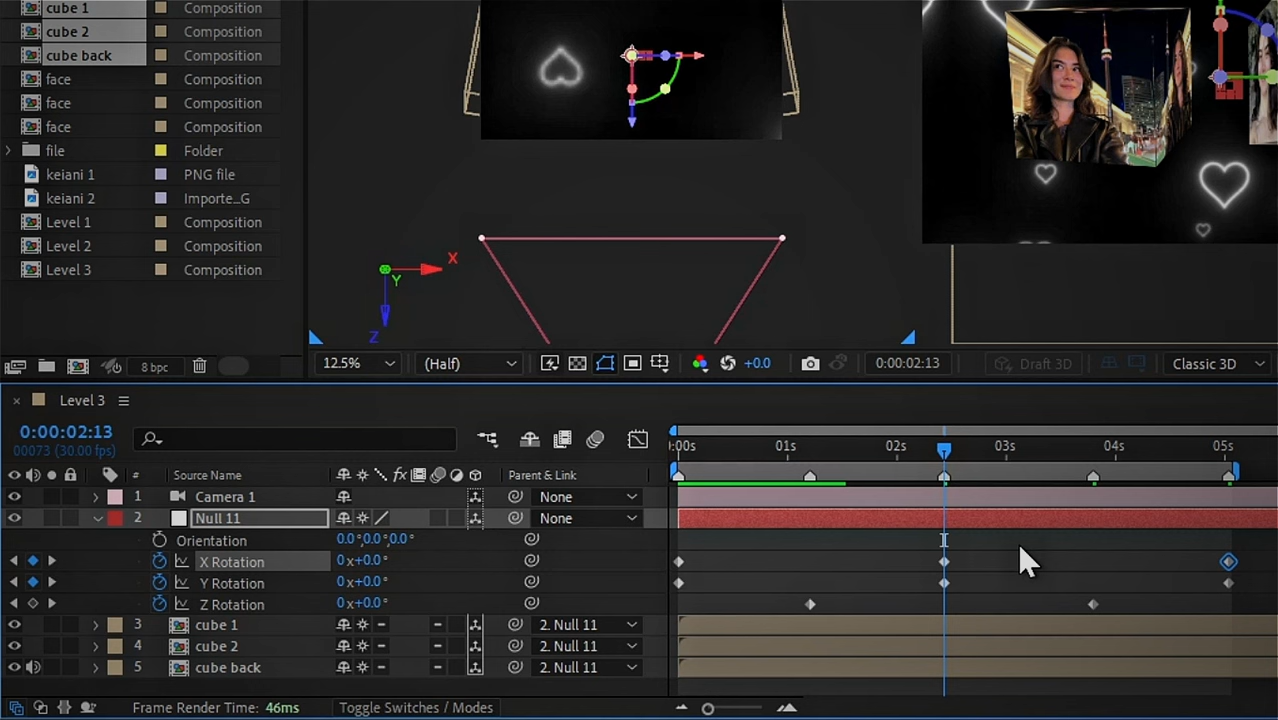 cube 1 Composition
cube 2 Composition
cube back Composition
face Composition
face Composition
face Composition
file Folder
keiani 1 PNG file
keiani 2 Importe_G
Level 1 Composition
Level 2 Composition
Level 3 Composition
8 bpc
X
Y
Z
12.5% (Half) +0.0 0:00:02:13 Draft 3D Classic 3D
× Level 3
0:00:02:13
00073 (30.00 fps)
:00s 01s 02s 03s 04s 05s
# Source Name fx Parent & Link
1 Camera 1 None
2 Null 11 None
Orientation 0.0°,0.0°,0.0°
X Rotation 0x+0.0°
Y Rotation 0x+0.0°
Z Rotation 0x+0.0°
3 cube 1 2. Null 11
4 cube 2 2. Null 11
5 cube back 2. Null 11
Frame Render Time: 46ms Toggle Switches / Modes